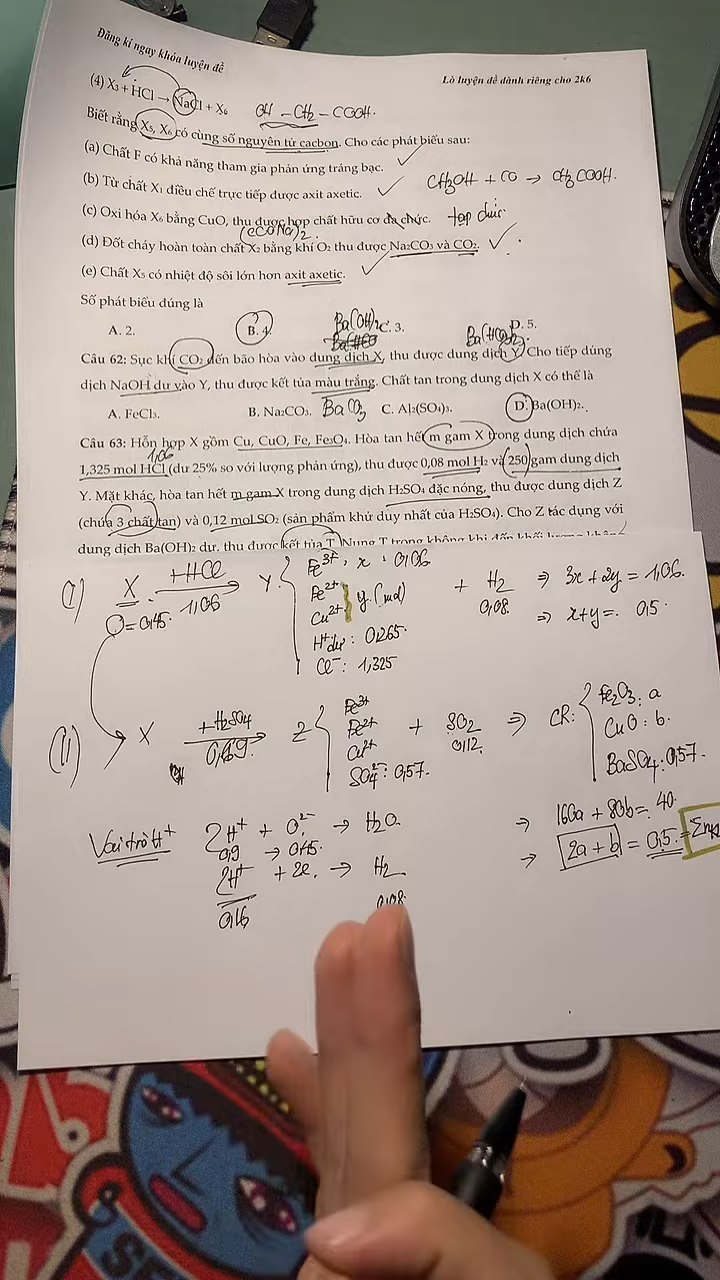 Đăng kí ngay khóa luyện đề
Lò luyện đề dành riêng cho 2k6
(4) X₃ + HCl → NaCl + X₆
OH – CH₂ – COOH.
Biết rằng X₅, X₆ có cùng số nguyên tử cacbon. Cho các phát biểu sau:
(a) Chất F có khả năng tham gia phản ứng tráng bạc.
(b) Từ chất X₁ điều chế trực tiếp được axit axetic.
CH₃OH + CO → CH₃COOH.
(c) Oxi hóa X₆ bằng CuO, thu được hợp chất hữu cơ đa chức.
tạp chức.
(d) Đốt cháy hoàn toàn chất X₂ bằng khí O₂ thu được Na₂CO₃ và CO₂.
(e) Chất X₅ có nhiệt độ sôi lớn hơn axit axetic.
Số phát biểu đúng là
Ba(OH)₂
A. 2. B. 4. C. 3. D. 5.
Câu 62: Sục khí CO₂ đến bão hòa vào dung dịch X, thu được dung dịch Y. Cho tiếp dung
dịch NaOH dư vào Y, thu được kết tủa màu trắng. Chất tan trong dung dịch X có thể là
BaCO₃
A. FeCl₃. B. Na₂CO₃. C. Al₂(SO₄)₃. D. Ba(OH)₂.
Câu 63: Hỗn hợp X gồm Cu, CuO, Fe, Fe₃O₄. Hòa tan hết m gam X trong dung dịch chứa
1,06
1,325 mol HCl (dư 25% so với lượng phản ứng), thu được 0,08 mol H₂ và 250 gam dung dịch
Y. Mặt khác, hòa tan hết m gam X trong dung dịch H₂SO₄ đặc nóng, thu được dung dịch Z
(chứa 3 chất tan) và 0,12 mol SO₂ (sản phẩm khử duy nhất của H₂SO₄). Cho Z tác dụng với
dung dịch Ba(OH)₂ dư, thu được kết tủa T. Nung T trong không khí đến khối lượng không
(I) X +HCl 1,06 → Y { Fe³⁺: x : 0,06
O = 0,45
Fe²⁺
Cu²⁺ } y (mol)
+ H₂ 0,08 ⇒ 3x + 2y = 1,06.
⇒ x + y = 0,5.
H⁺dư: 0,265
Cl⁻: 1,325
(II) X +H₂SO₄ 0,69 → Z { Fe³⁺
Fe²⁺
Cu²⁺
SO₄²⁻: 0,57.
+ SO₂ 0,12 ⇒ CR: { Fe₂O₃: a
CuO: b.
BaSO₄: 0,57.
⇒ 160a + 80b = 40.
⇒ 2a + b = 0,5 =
Vai trò H⁺
2H⁺ + O²⁻ → H₂O
0,9 → 0,45.
2H⁺ + 2e. → H₂
0,16 0,08.